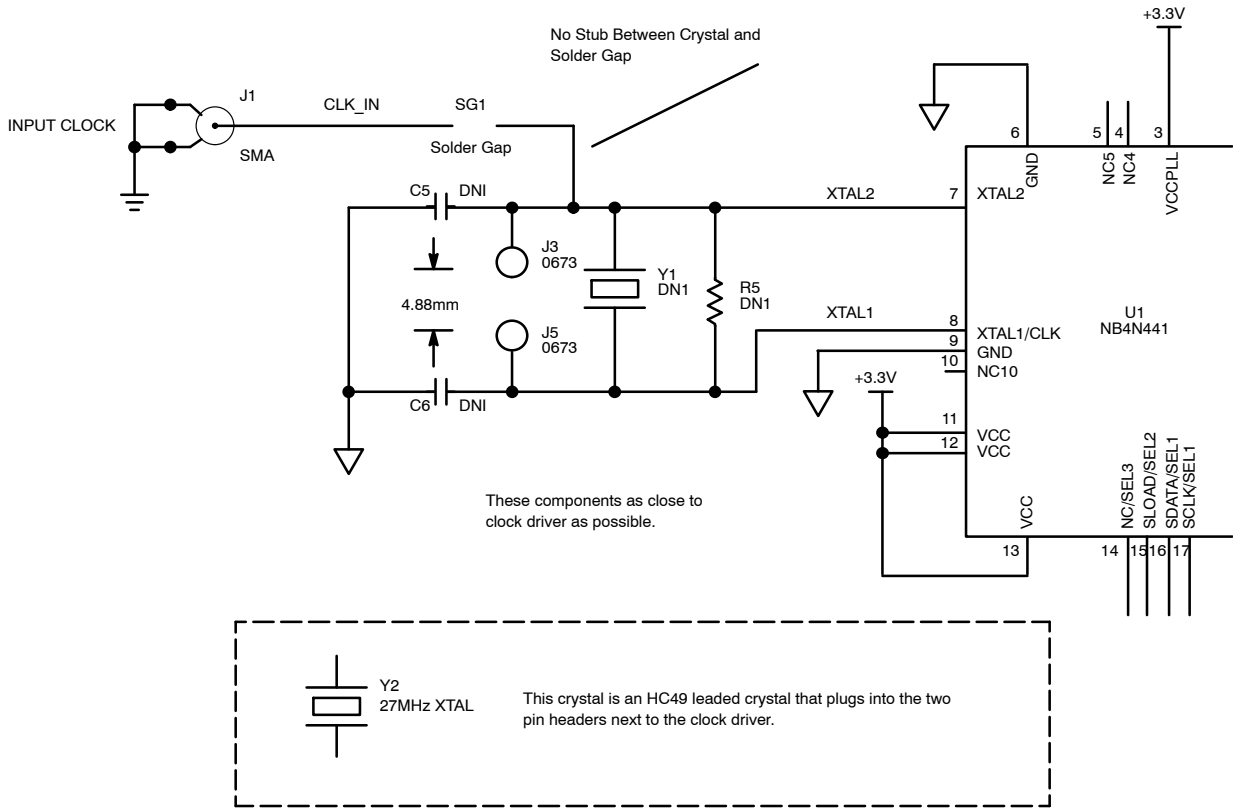 +3.3V
No Stub Between Crystal and
Solder Gap
J1
CLK_IN
SG1
INPUT CLOCK
SMA
Solder Gap
6
5
4
3
GND
NC5
NC4
VCCPLL
C5
DNI
XTAL2
7
XTAL2
J3
0673
Y1
DN1
R5
DN1
4.88mm
XTAL1
8
XTAL1/CLK
U1
NB4N441
J5
0673
9
GND
10
NC10
+3.3V
C6
DNI
11
VCC
12
VCC
These components as close to
clock driver as possible.
VCC
NC/SEL3
SLOAD/SEL2
SDATA/SEL1
SCLK/SEL1
13
14
15
16
17
Y2
27MHz XTAL
This crystal is an HC49 leaded crystal that plugs into the two
pin headers next to the clock driver.